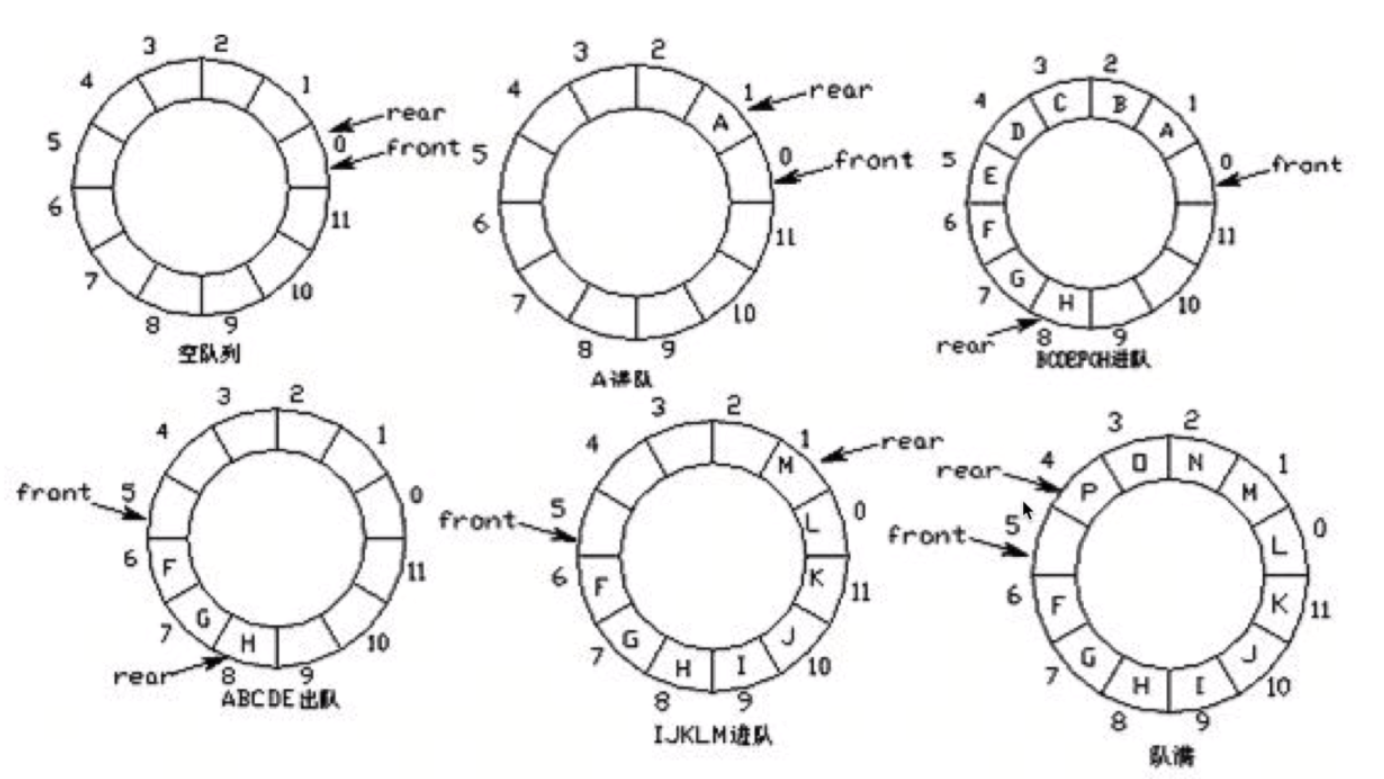 3 2
4 1
rear
5 0
front
6 11
7 10
8 9
空队列
3 2
4 1
rear
A
5 0
front
6 11
7 10
8 9
A进队
3 2
4 C B 1
D A
5 E 0
front
6 F 11
7 G H 10
rear 8 9
BCDEFGH进队
3 2
4 1
front 5 0
6 F 11
7 G H 10
rear 8 9
ABCDE出队
3 2
4 1
rear
M
5 L 0
front
6 F K 11
7 G H I J 10
8 9
IJKLM进队
3 2
rear 4 O N 1
P M
5 L 0
front
6 F K 11
7 G H I J 10
8 9
队满